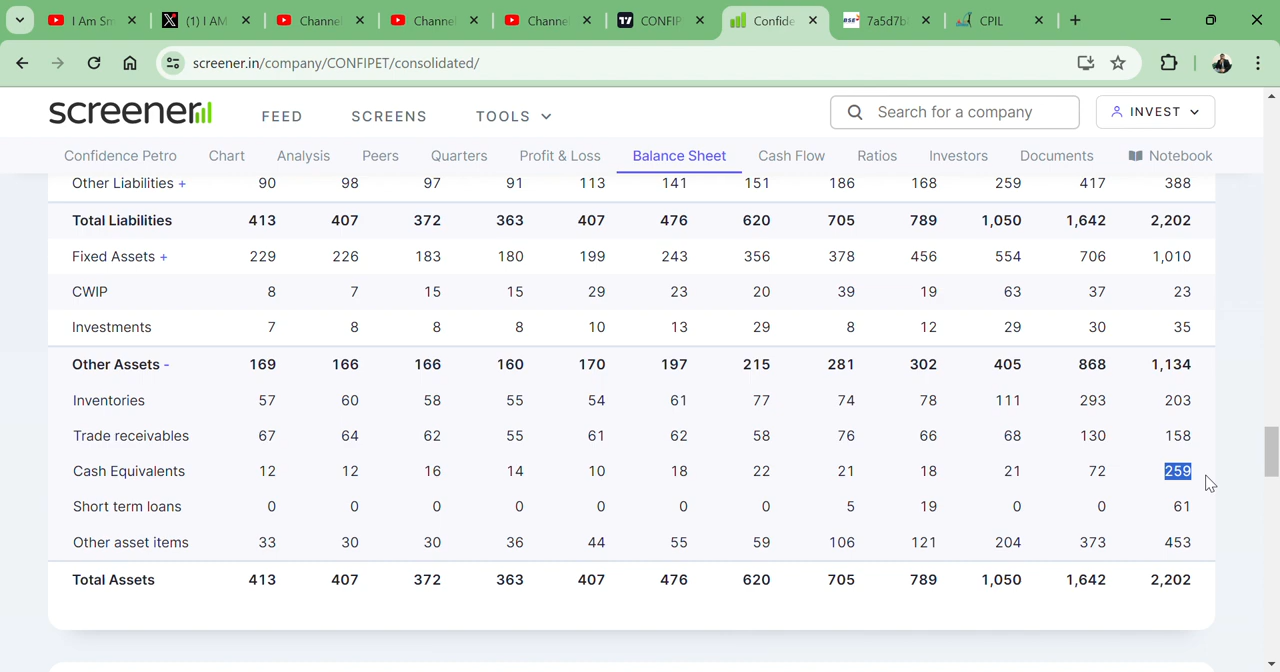 I Am Sm
(1) I AM
Channel
Channel
Channe
CONFIP
Confide
BSE 7a5d7b
CPIL
screener.in/company/CONFIPET/consolidated/
screener FEED SCREENS TOOLS Search for a company INVEST
Confidence Petro Chart Analysis Peers Quarters Profit & Loss Balance Sheet Cash Flow Ratios Investors Documents Notebook
Other Liabilities + 90 98 97 91 113 141 151 186 168 259 417 388
Total Liabilities 413 407 372 363 407 476 620 705 789 1,050 1,642 2,202
Fixed Assets + 229 226 183 180 199 243 356 378 456 554 706 1,010
CWIP 8 7 15 15 29 23 20 39 19 63 37 23
Investments 7 8 8 8 10 13 29 8 12 29 30 35
Other Assets - 169 166 166 160 170 197 215 281 302 405 868 1,134
Inventories 57 60 58 55 54 61 77 74 78 111 293 203
Trade receivables 67 64 62 55 61 62 58 76 66 68 130 158
Cash Equivalents 12 12 16 14 10 18 22 21 18 21 72 259
Short term loans 0 0 0 0 0 0 0 5 19 0 0 61
Other asset items 33 30 30 36 44 55 59 106 121 204 373 453
Total Assets 413 407 372 363 407 476 620 705 789 1,050 1,642 2,202